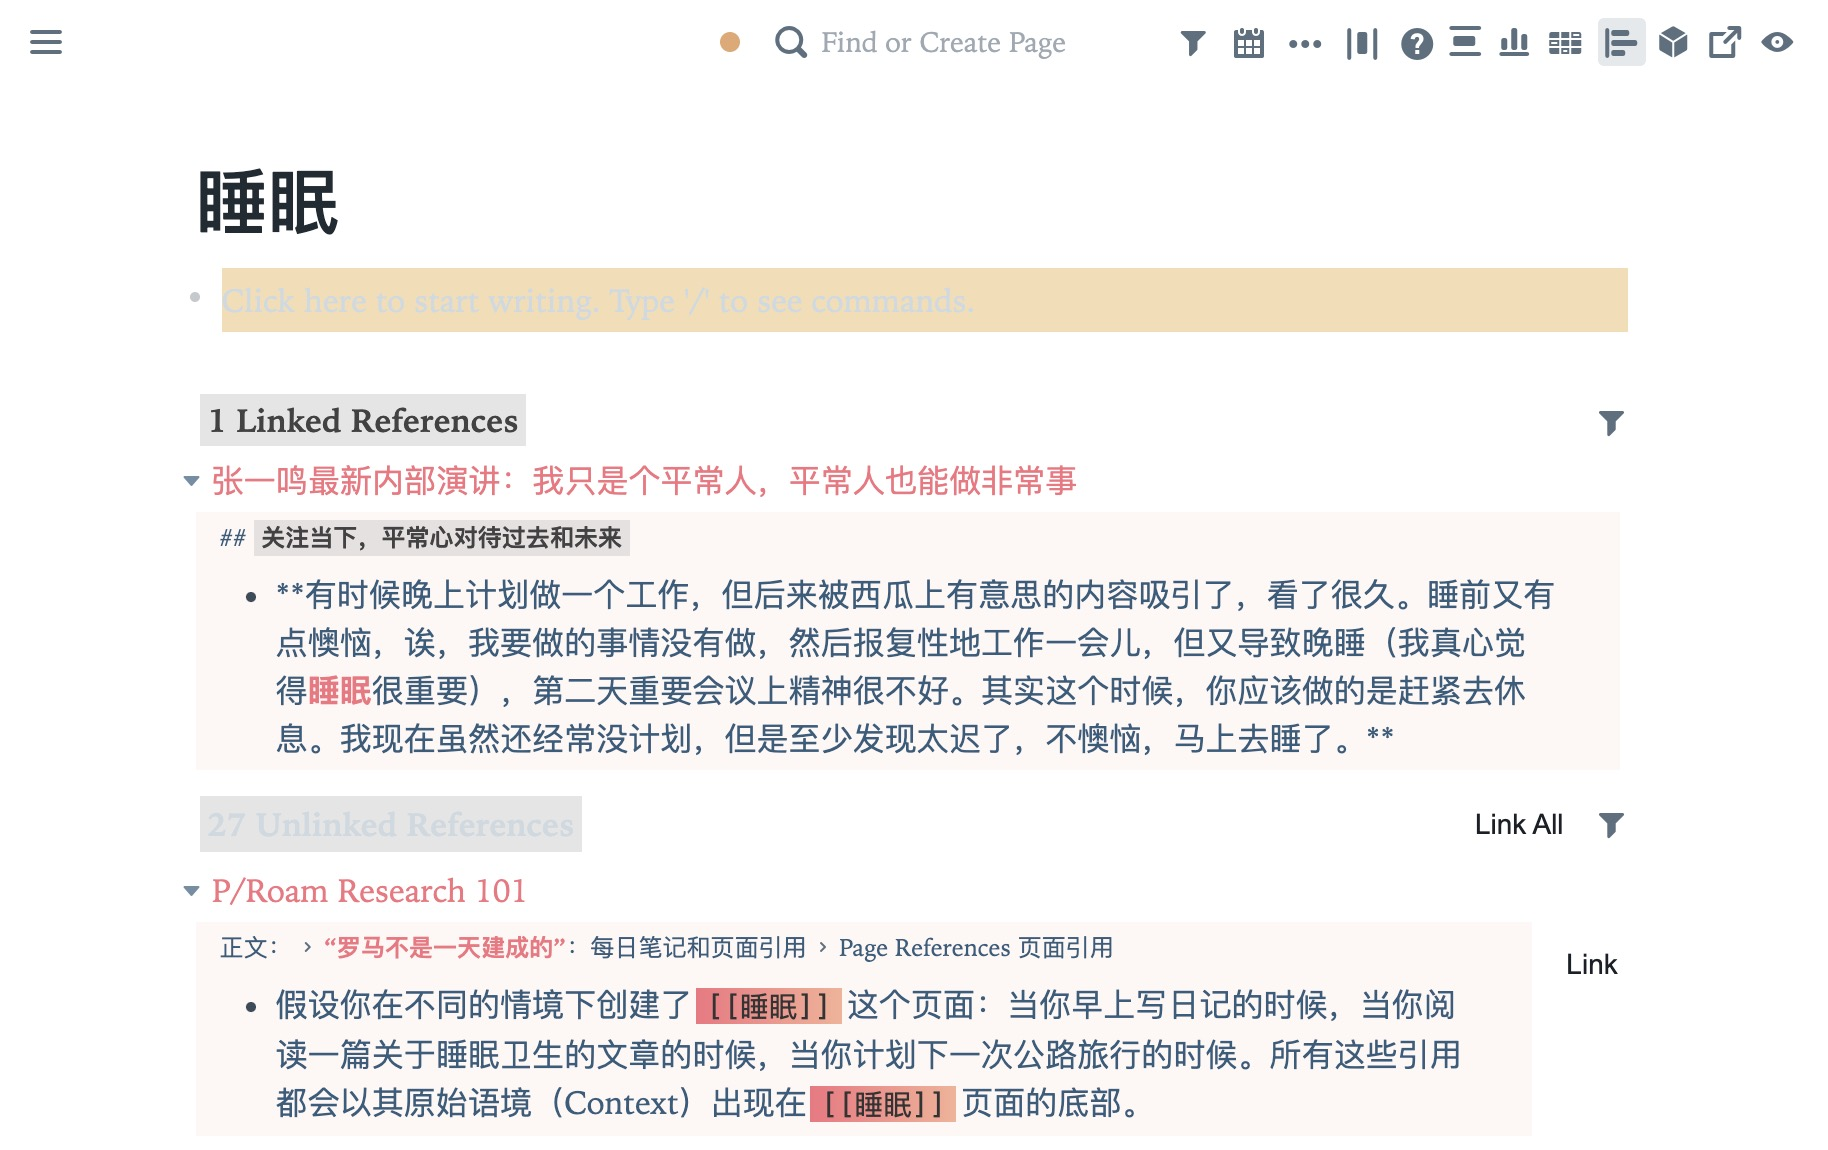 Find or Create Page
睡眠
Click here to start writing. Type '/' to see commands.
1 Linked References
张一鸣最新内部演讲：我只是个平常人，平常人也能做非常事
## 关注当下，平常心对待过去和未来
**有时候晚上计划做一个工作，但后来被西瓜上有意思的内容吸引了，看了很久。睡前又有
点懊恼，诶，我要做的事情没有做，然后报复性地工作一会儿，但又导致晚睡（我真心觉
得睡眠很重要），第二天重要会议上精神很不好。其实这个时候，你应该做的是赶紧去休
息。我现在虽然还经常没计划，但是至少发现太迟了，不懊恼，马上去睡了。**
27 Unlinked References
Link All
P/Roam Research 101
正文： › “罗马不是一天建成的”：每日笔记和页面引用 › Page References 页面引用
Link
假设你在不同的情境下创建了 [[睡眠]] 这个页面：当你早上写日记的时候，当你阅
读一篇关于睡眠卫生的文章的时候，当你计划下一次公路旅行的时候。所有这些引用
都会以其原始语境（Context）出现在 [[睡眠]] 页面的底部。